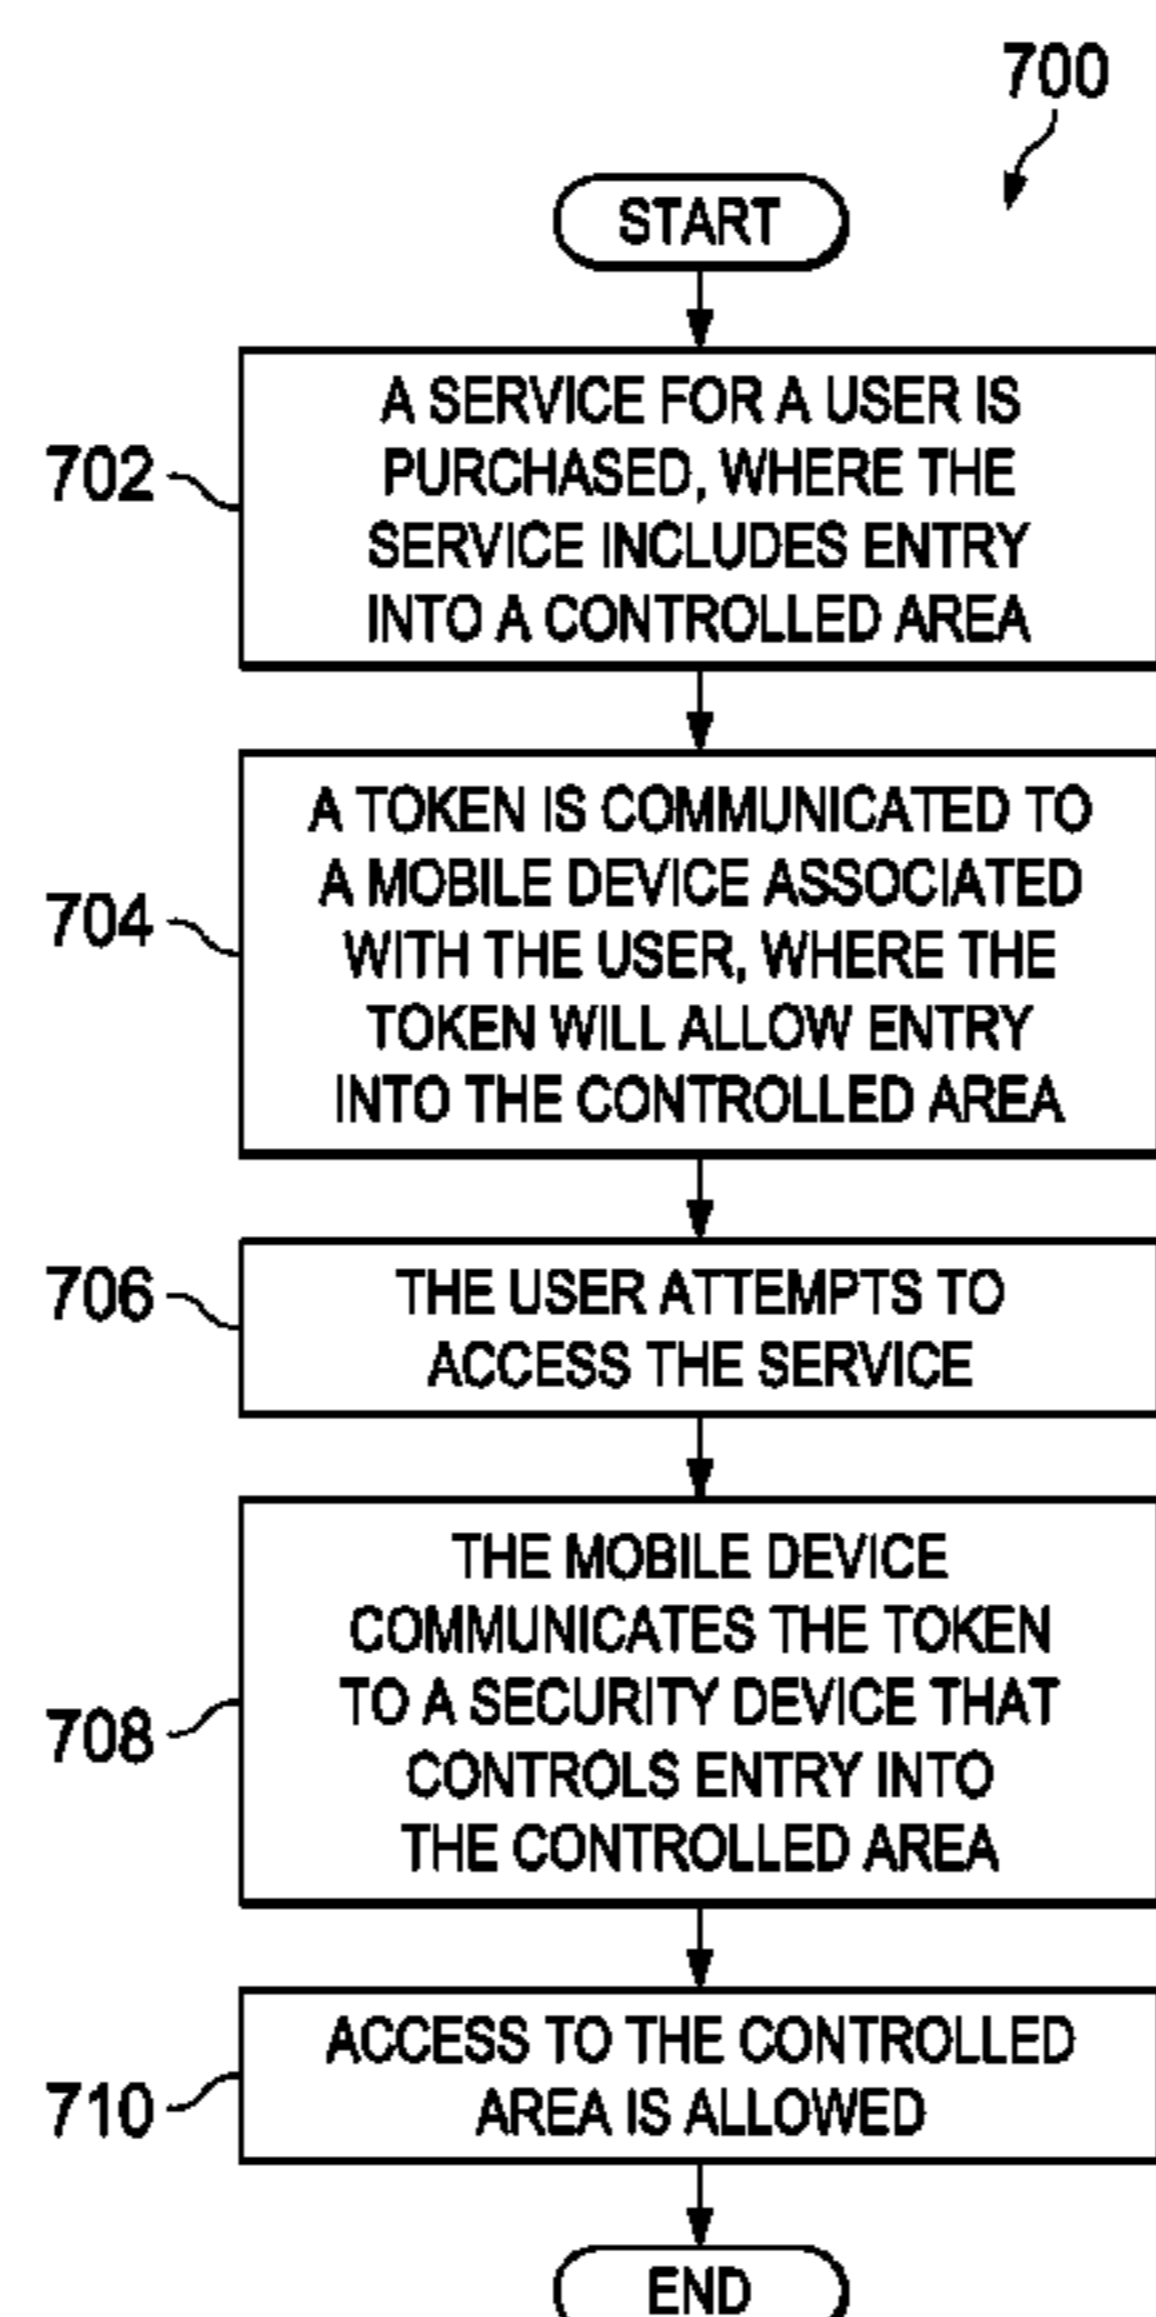 700
START
702
A SERVICE FOR A USER IS
PURCHASED, WHERE THE
SERVICE INCLUDES ENTRY
INTO A CONTROLLED AREA
704
A TOKEN IS COMMUNICATED TO
A MOBILE DEVICE ASSOCIATED
WITH THE USER, WHERE THE
TOKEN WILL ALLOW ENTRY
INTO THE CONTROLLED AREA
706
THE USER ATTEMPTS TO
ACCESS THE SERVICE
708
THE MOBILE DEVICE
COMMUNICATES THE TOKEN
TO A SECURITY DEVICE THAT
CONTROLS ENTRY INTO
THE CONTROLLED AREA
710
ACCESS TO THE CONTROLLED
AREA IS ALLOWED
END